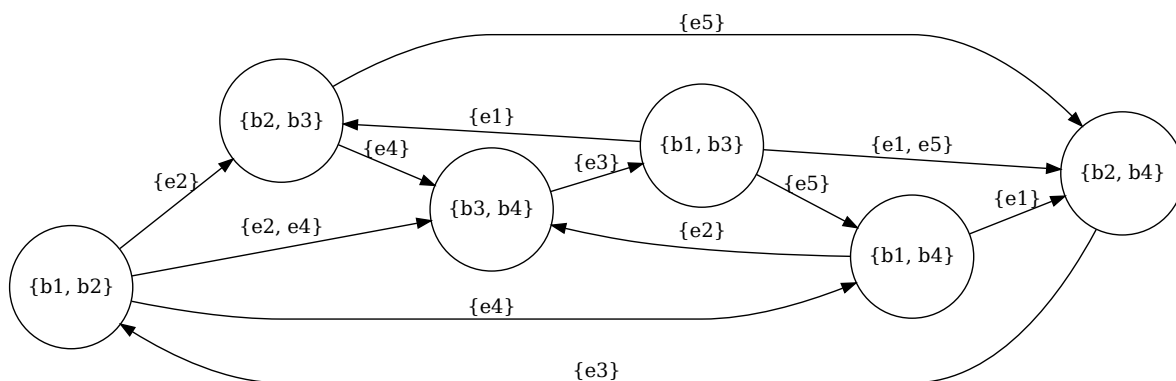 {e5}
{b2, b3}
{e1}
{b1, b3}
{e1, e5}
{b2, b4}
{e4}
{e3}
{e2}
{e5}
{b3, b4}
{e1}
{e2, e4}
{e2}
{b1, b4}
{b1, b2}
{e4}
{e3}